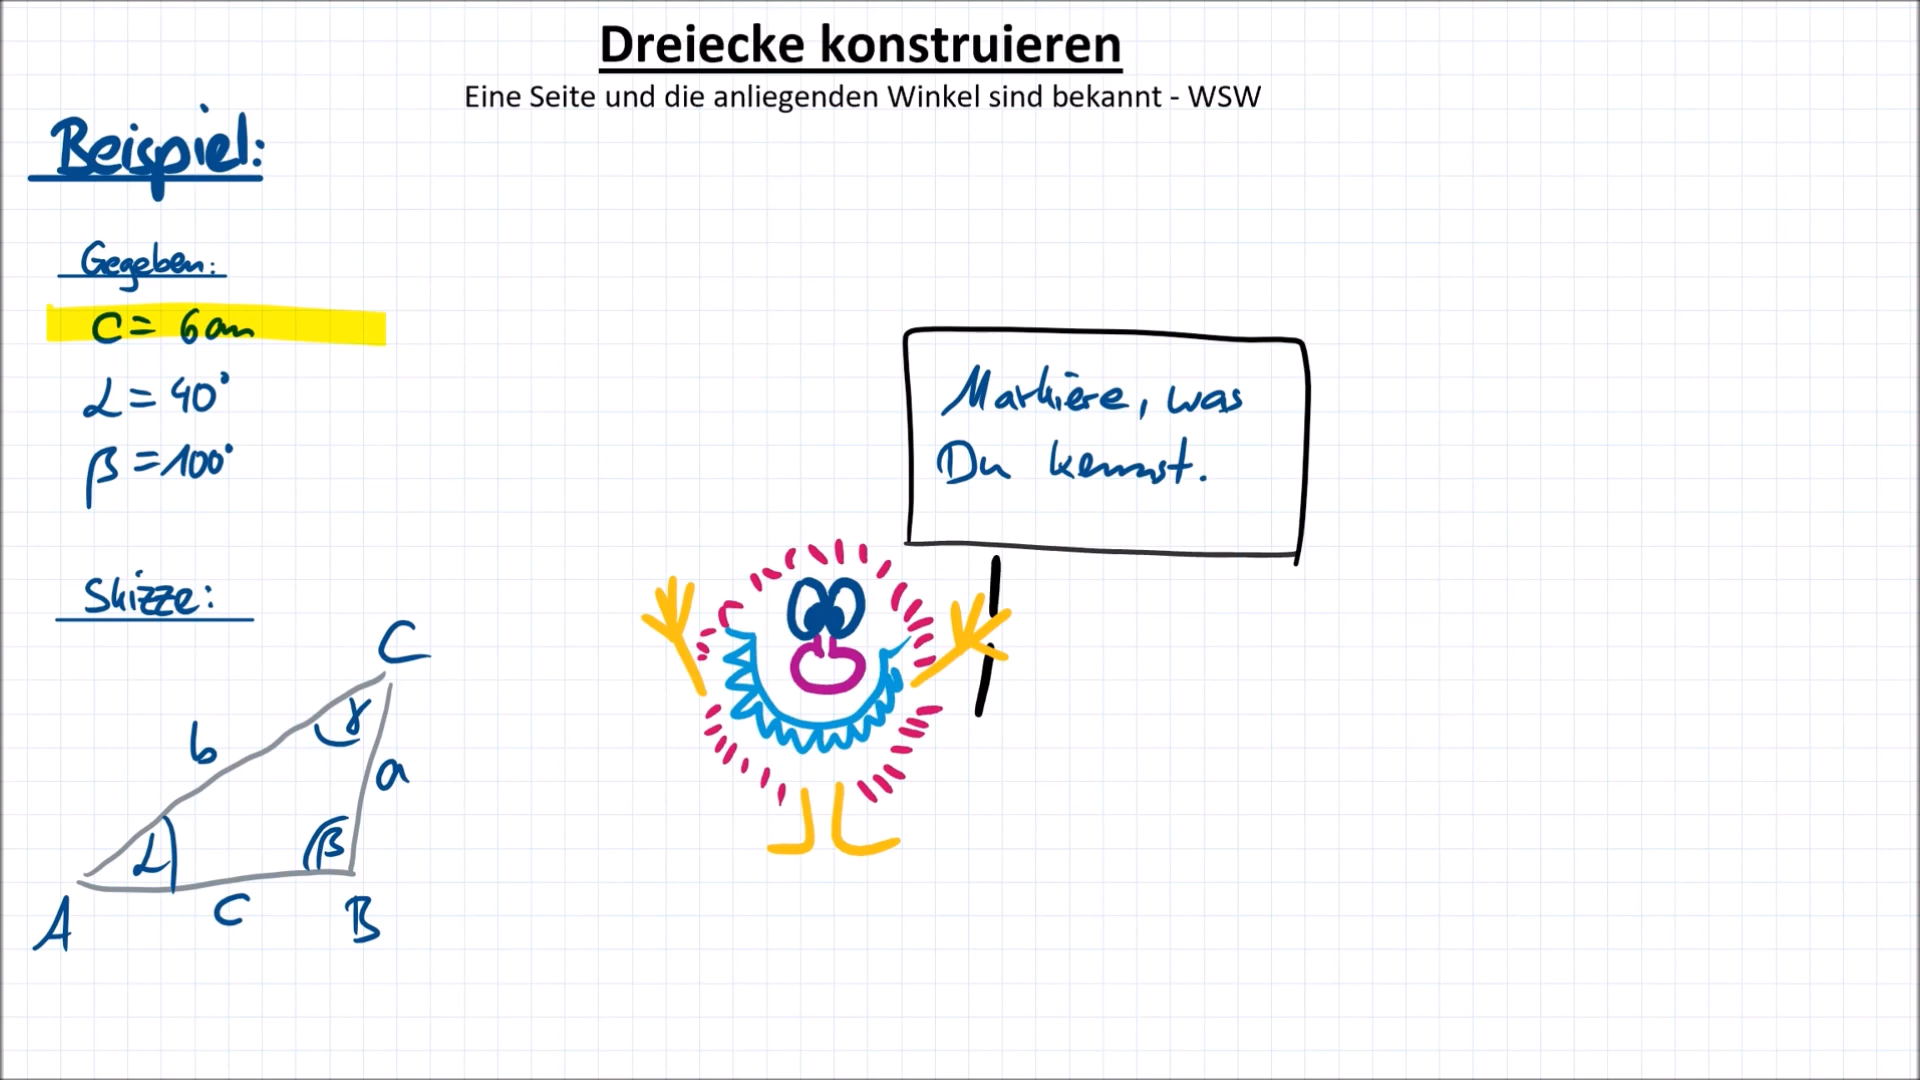 Dreiecke konstruieren
Eine Seite und die anliegenden Winkel sind bekannt - WSW
Beispiel:
Gegeben:
c = 6cm
α = 40°
β = 100°
Markiere, was
Du kennst.
Skizze:
C
γ
b
a
α
β
c
A
B